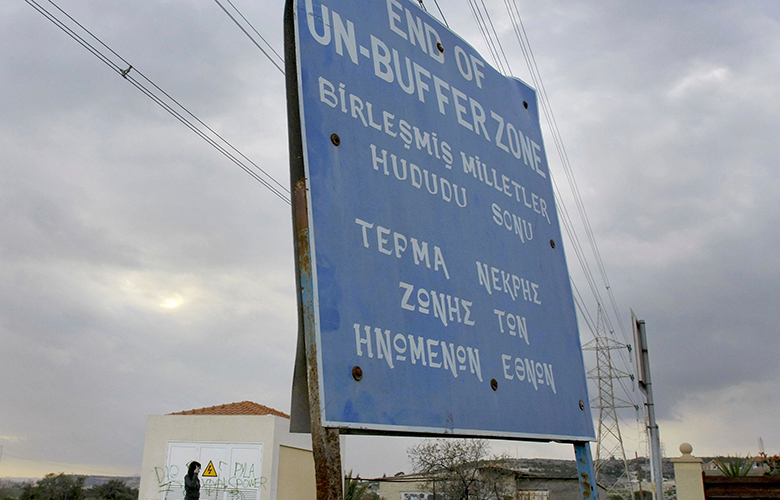 END OF
UN-BUFFER ZONE
BİRLEŞMİŞ MİLLETLER
HUDUDU SONU
ΤΕΡΜΑ ΝΕΚΡΗΣ
ΖΩΝΗΣ ΤΩΝ
ΗΝΩΜΕΝΩΝ ΕΘΝΩΝ